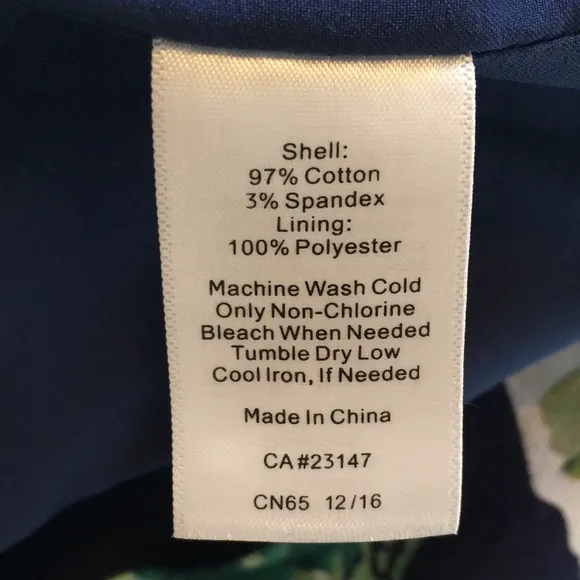 Shell:
97% Cotton
3% Spandex
Lining:
100% Polyester
Machine Wash Cold
Only Non-Chlorine
Bleach When Needed
Tumble Dry Low
Cool Iron, If Needed
Made In China
CA#23147
CN65 12/16